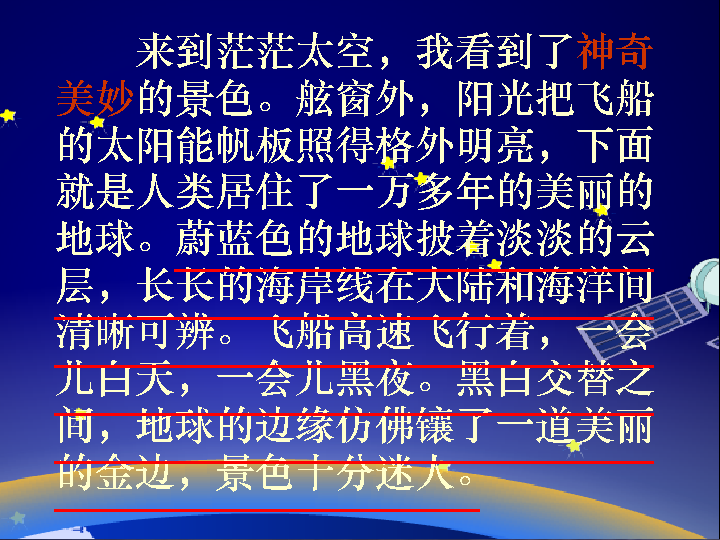 来到茫茫太空，我看到了神奇
美妙的景色。舷窗外，阳光把飞船
的太阳能帆板照得格外明亮，下面
就是人类居住了一万多年的美丽的
地球。蔚蓝色的地球披着淡淡的云
层，长长的海岸线在大陆和海洋间
清晰可辨。飞船高速飞行着，一会
儿白天，一会儿黑夜。黑白交替之
间，地球的边缘仿佛镶了一道美丽
的金边，景色十分迷人。